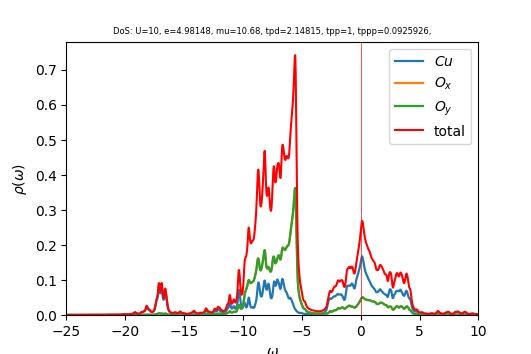 DoS: U=10, e=4.98148, mu=10.68, tpd=2.14815, tpp=1, tppp=0.0925926,
ρ(ω)
0.7
0.6
0.5
0.4
0.3
0.2
0.1
0.0
Cu
Oₓ
O_y
total
−25 −20 −15 −10 −5 0 5 10
ω